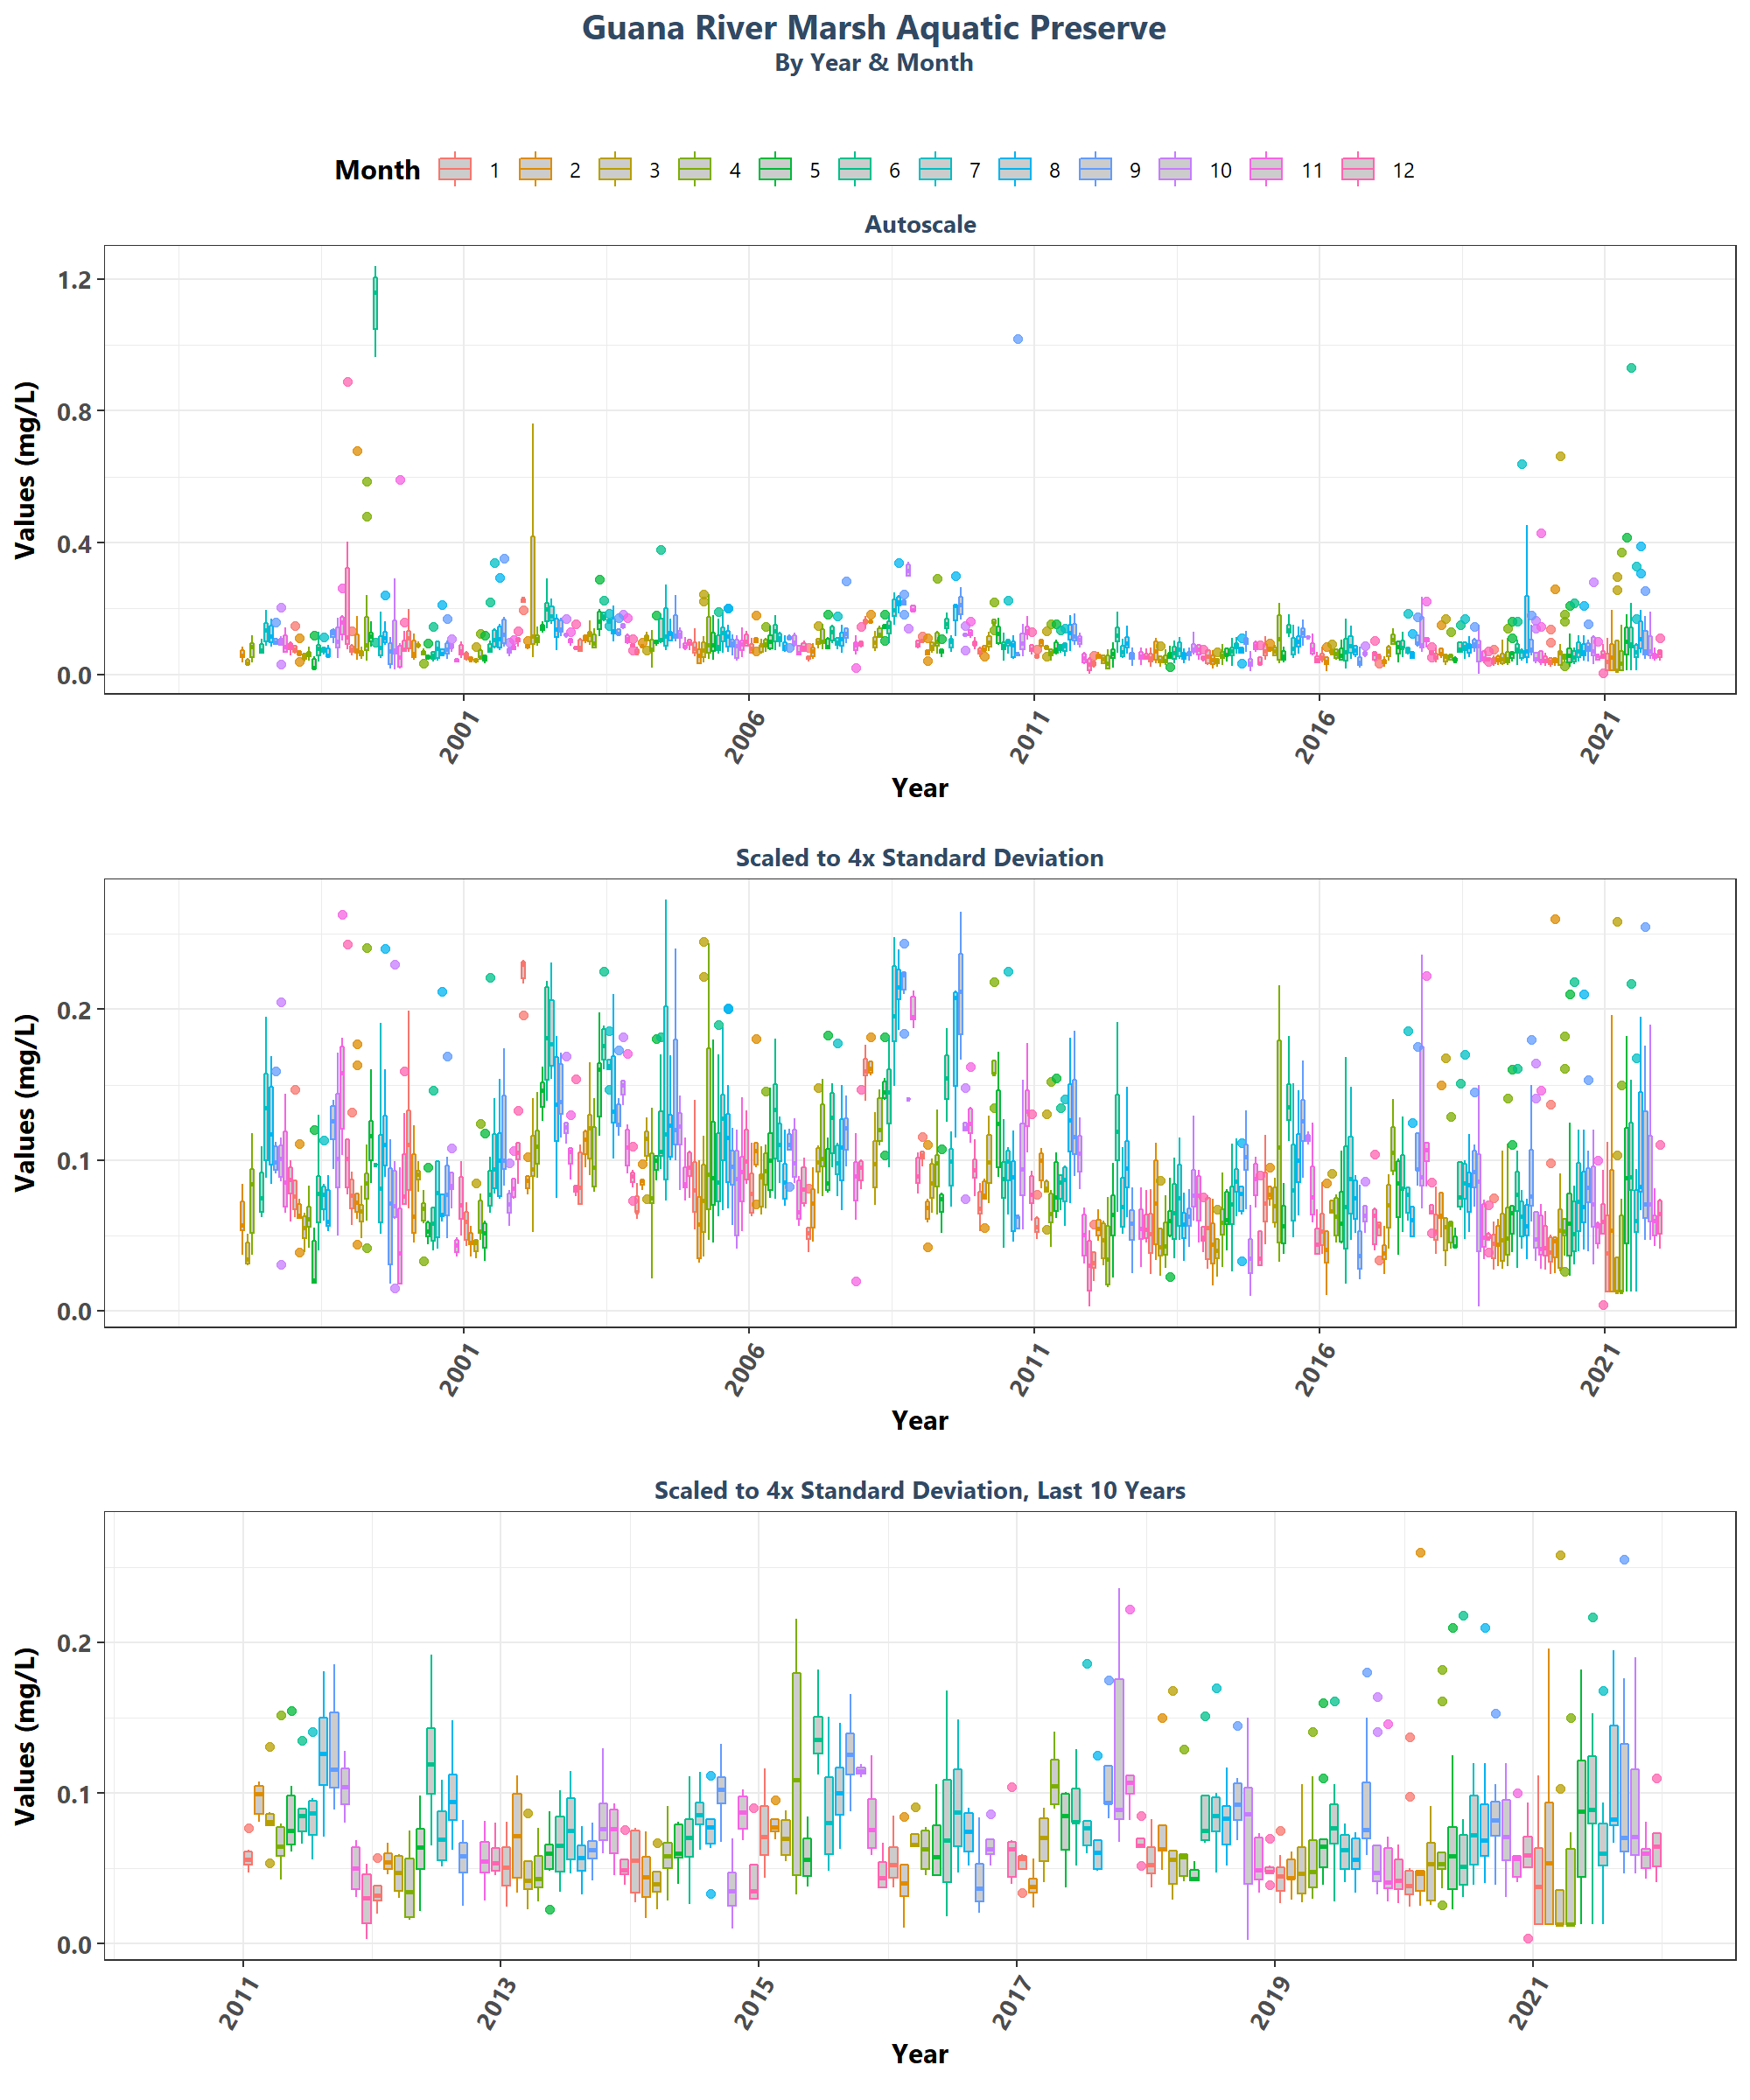 Guana River Marsh Aquatic Preserve
By Year & Month
Month 1 2 3 4 5 6 7 8 9 10 11 12
Autoscale
Values (mg/L)
1.2
0.8
0.4
0.0
2001 2006 2011 2016 2021
Year
Scaled to 4x Standard Deviation
Values (mg/L)
0.2
0.1
0.0
2001 2006 2011 2016 2021
Year
Scaled to 4x Standard Deviation, Last 10 Years
Values (mg/L)
0.2
0.1
0.0
2011 2013 2015 2017 2019 2021
Year